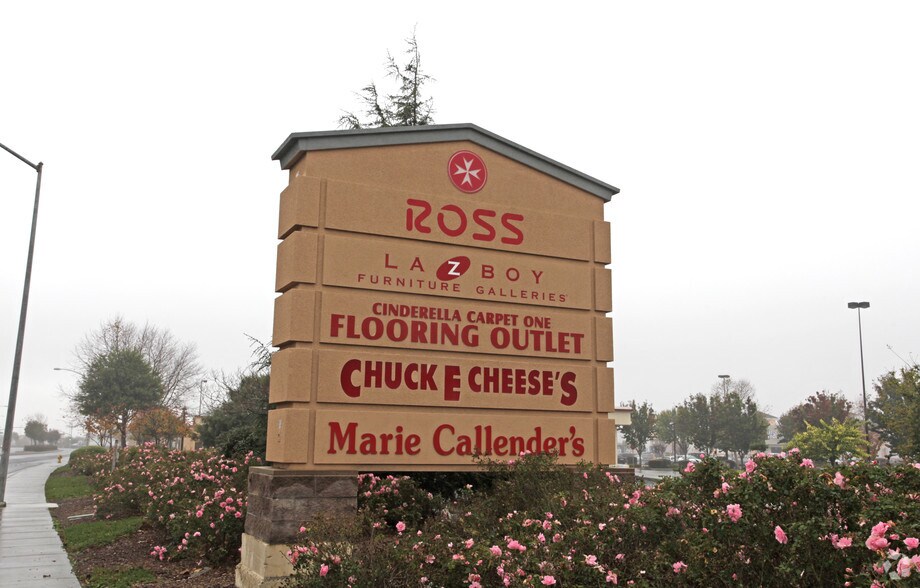 ROSS
LA Z BOY
FURNITURE GALLERIES
CINDERELLA CARPET ONE
FLOORING OUTLET
CHUCK E CHEESE'S
Marie Callender's